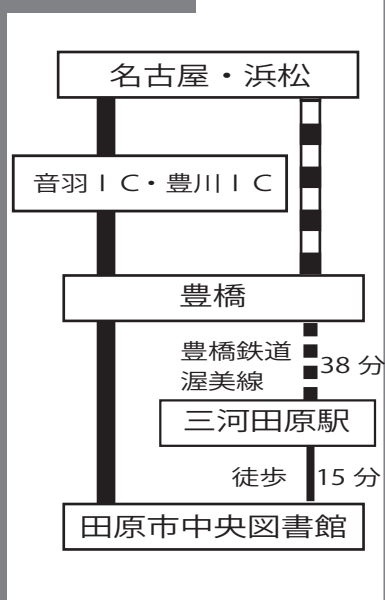 名古屋・浜松
音羽ＩＣ・豊川ＩＣ
豊橋
豊橋鉄道
渥美線
38 分
三河田原駅
徒歩
15 分
田原市中央図書館